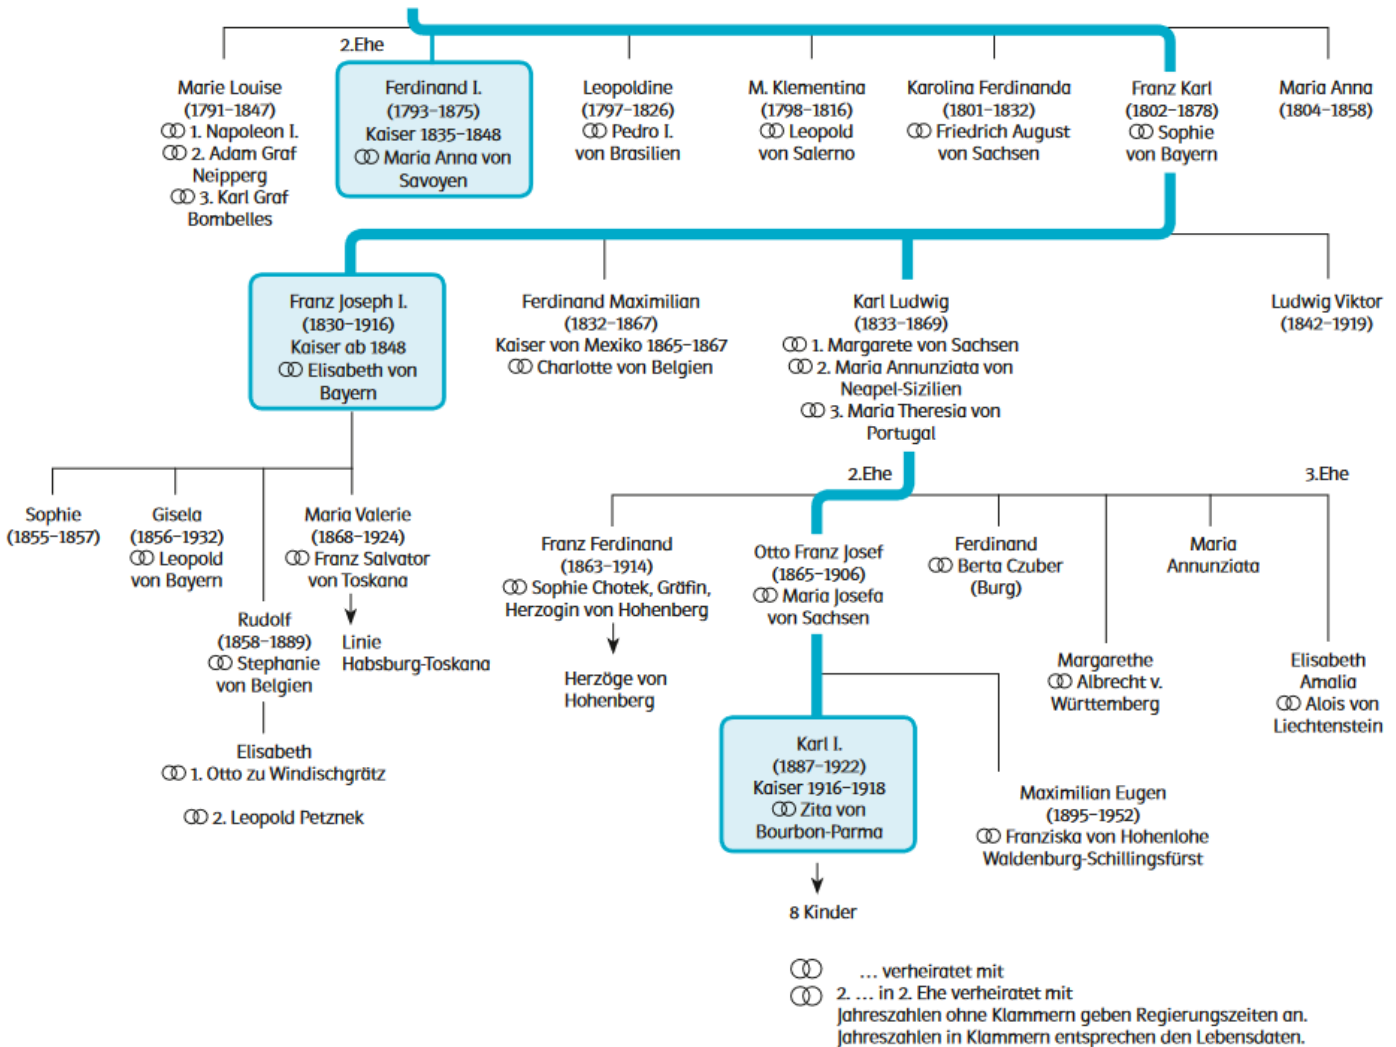 2.Ehe
Marie Louise
(1791–1847)
1. Napoleon I.
2. Adam Graf
Neipperg
3. Karl Graf
Bombelles
Ferdinand I.
(1793–1875)
Kaiser 1835–1848
Maria Anna von
Savoyen
Leopoldine
(1797–1826)
Pedro I.
von Brasilien
M. Klementina
(1798–1816)
Leopold
von Salerno
Karolina Ferdinanda
(1801–1832)
Friedrich August
von Sachsen
Franz Karl
(1802–1878)
Sophie
von Bayern
Maria Anna
(1804–1858)
Franz Joseph I.
(1830–1916)
Kaiser ab 1848
Elisabeth von
Bayern
Ferdinand Maximilian
(1832–1867)
Kaiser von Mexiko 1865–1867
Charlotte von Belgien
Karl Ludwig
(1833–1869)
1. Margarete von Sachsen
2. Maria Annunziata von
Neapel-Sizilien
3. Maria Theresia von
Portugal
Ludwig Viktor
(1842–1919)
2.Ehe
3.Ehe
Sophie
(1855–1857)
Gisela
(1856–1932)
Leopold
von Bayern
Rudolf
(1858–1889)
Stephanie
von Belgien
Maria Valerie
(1868–1924)
Franz Salvator
von Toskana
Linie
Habsburg-Toskana
Elisabeth
1. Otto zu Windischgrätz
2. Leopold Petznek
Franz Ferdinand
(1863–1914)
Sophie Chotek, Gräfin,
Herzogin von Hohenberg
Herzöge von
Hohenberg
Otto Franz Josef
(1865–1906)
Maria Josefa
von Sachsen
Ferdinand
Berta Czuber
(Burg)
Margarethe
Albrecht v.
Württemberg
Maria
Annunziata
Elisabeth
Amalia
Alois von
Liechtenstein
Karl I.
(1887–1922)
Kaiser 1916–1918
Zita von
Bourbon-Parma
8 Kinder
Maximilian Eugen
(1895–1952)
Franziska von Hohenlohe
Waldenburg-Schillingsfürst
… verheiratet mit
2. … in 2. Ehe verheiratet mit
Jahreszahlen ohne Klammern geben Regierungszeiten an.
Jahreszahlen in Klammern entsprechen den Lebensdaten.